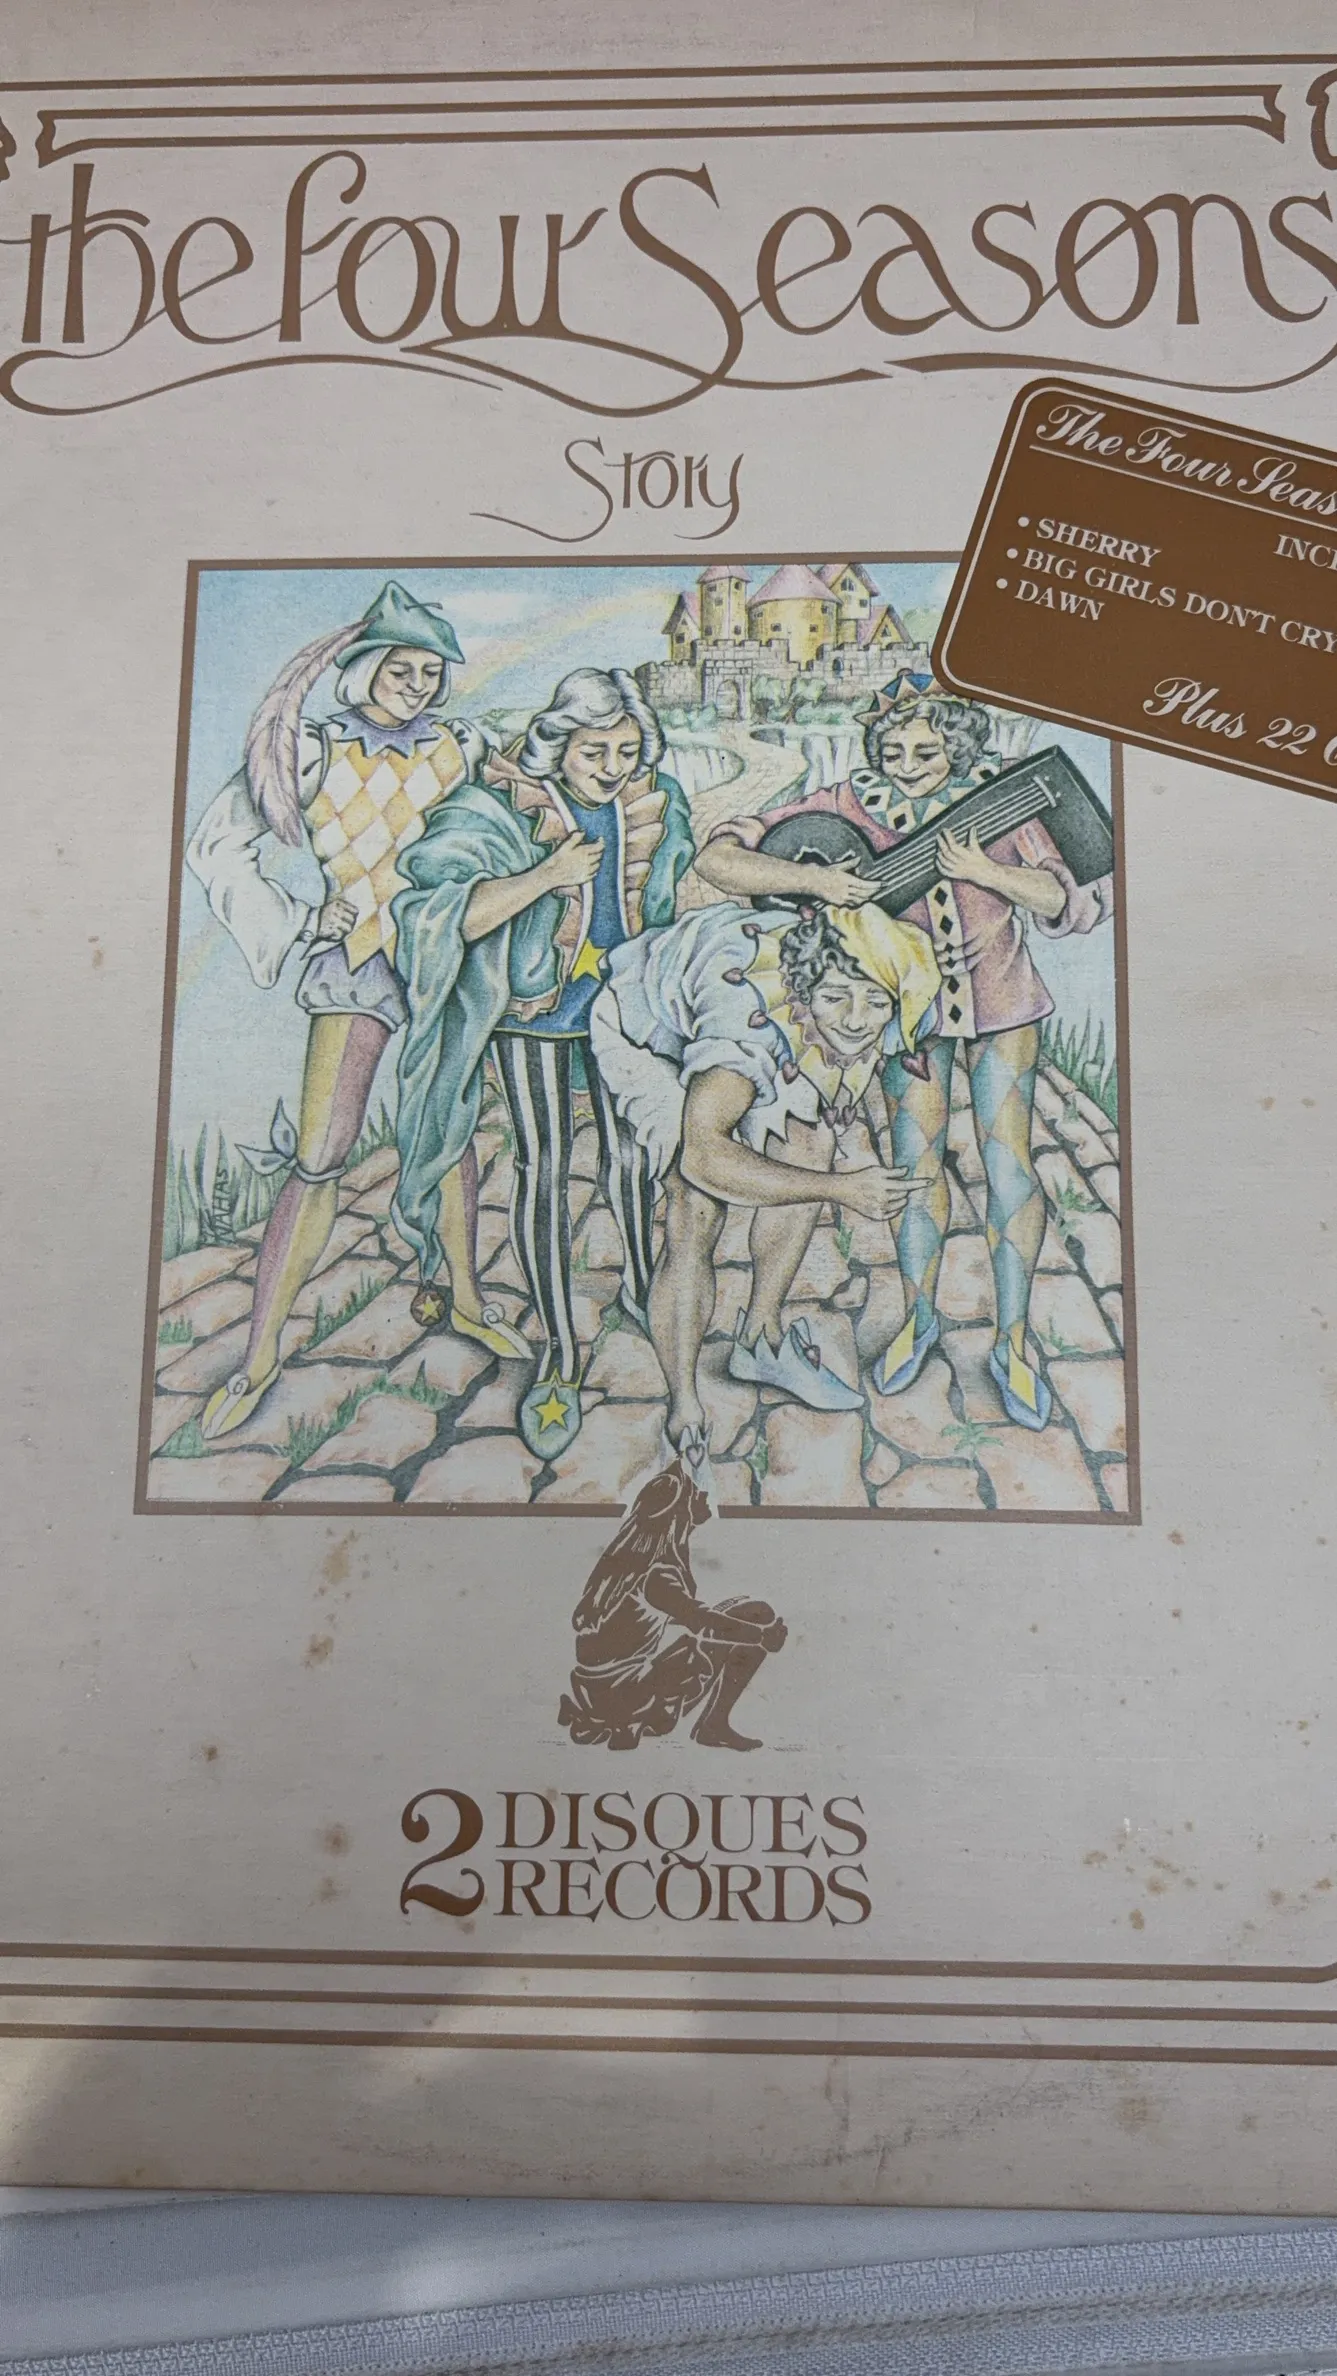 the four Seasons
Story
The Four Seas
INC
• SHERRY
• BIG GIRLS DON'T CRY
• DAWN
Plus 22
2 DISQUES
RECORDS